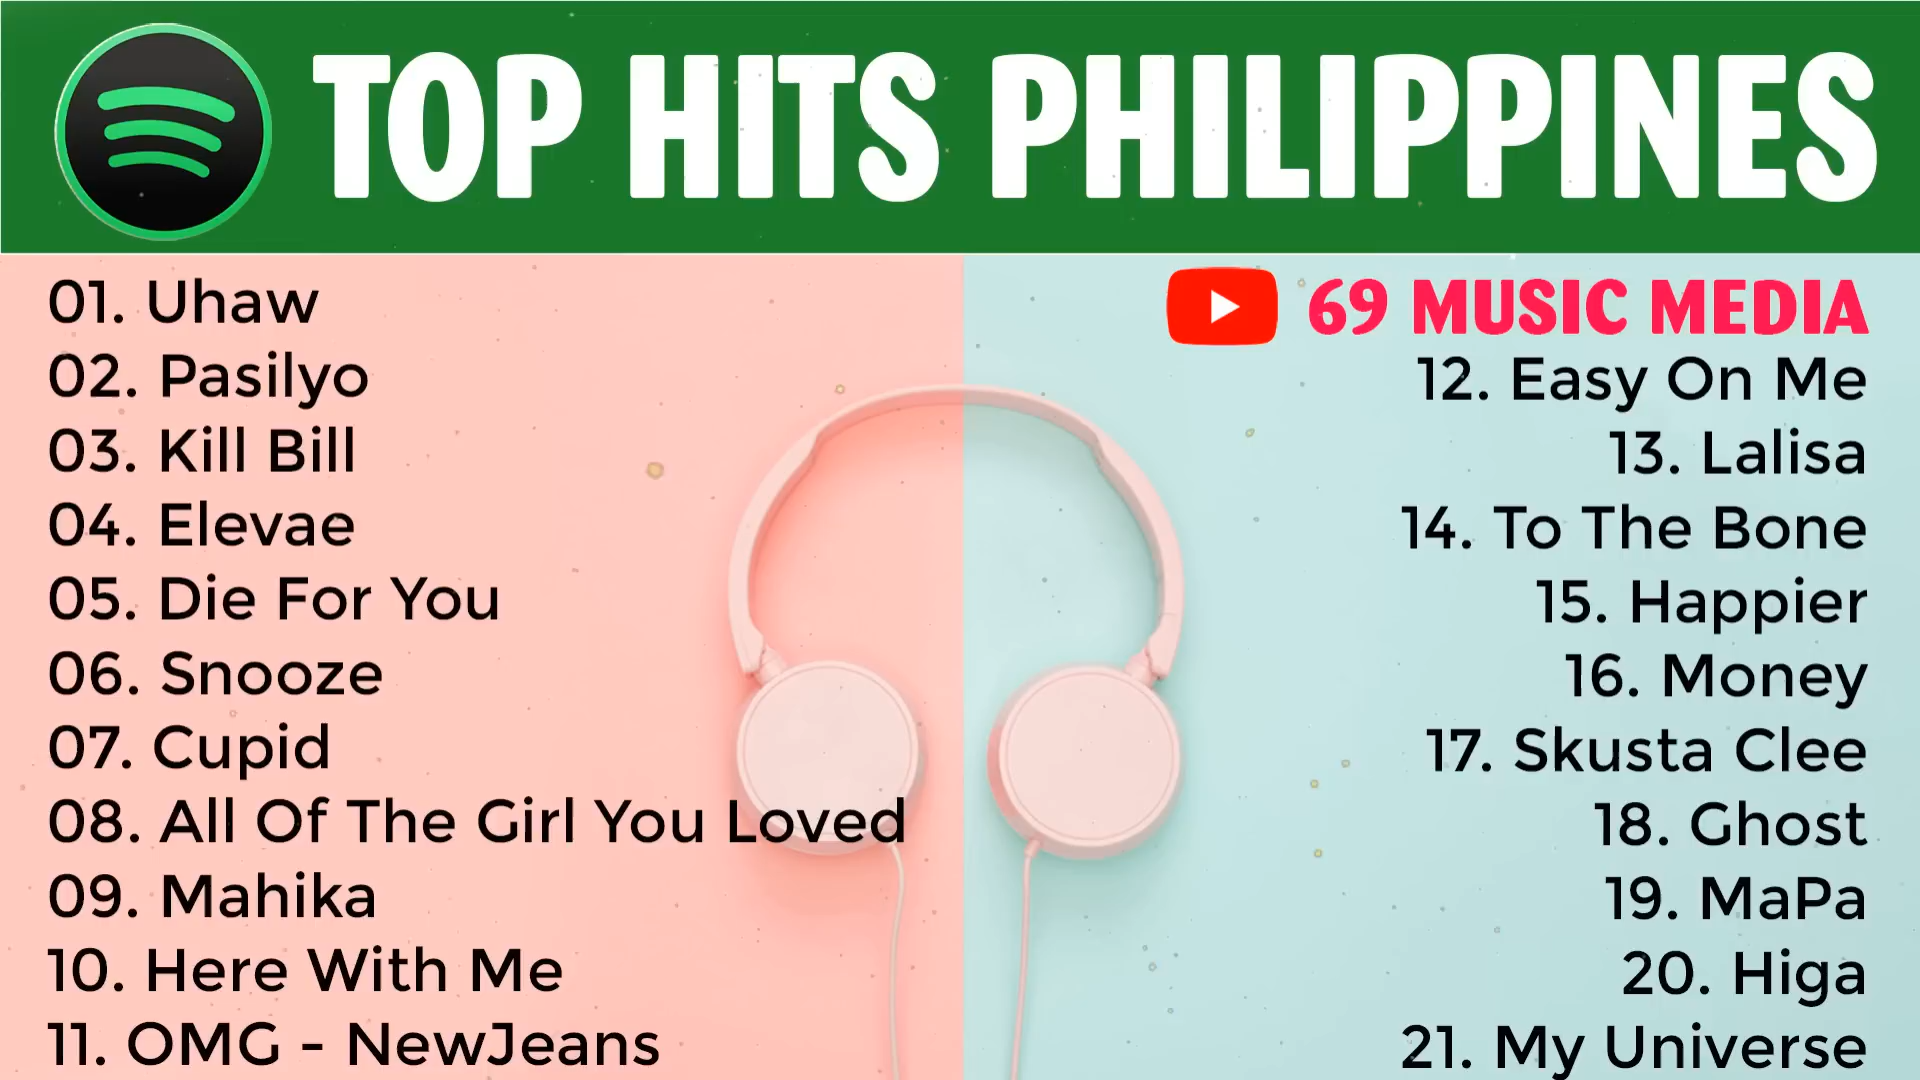 TOP HITS PHILIPPINES
01. Uhaw
02. Pasilyo
03. Kill Bill
04. Elevae
05. Die For You
06. Snooze
07. Cupid
08. All Of The Girl You Loved
09. Mahika
10. Here With Me
11. OMG - NewJeans
69 MUSIC MEDIA
12. Easy On Me
13. Lalisa
14. To The Bone
15. Happier
16. Money
17. Skusta Clee
18. Ghost
19. MaPa
20. Higa
21. My Universe